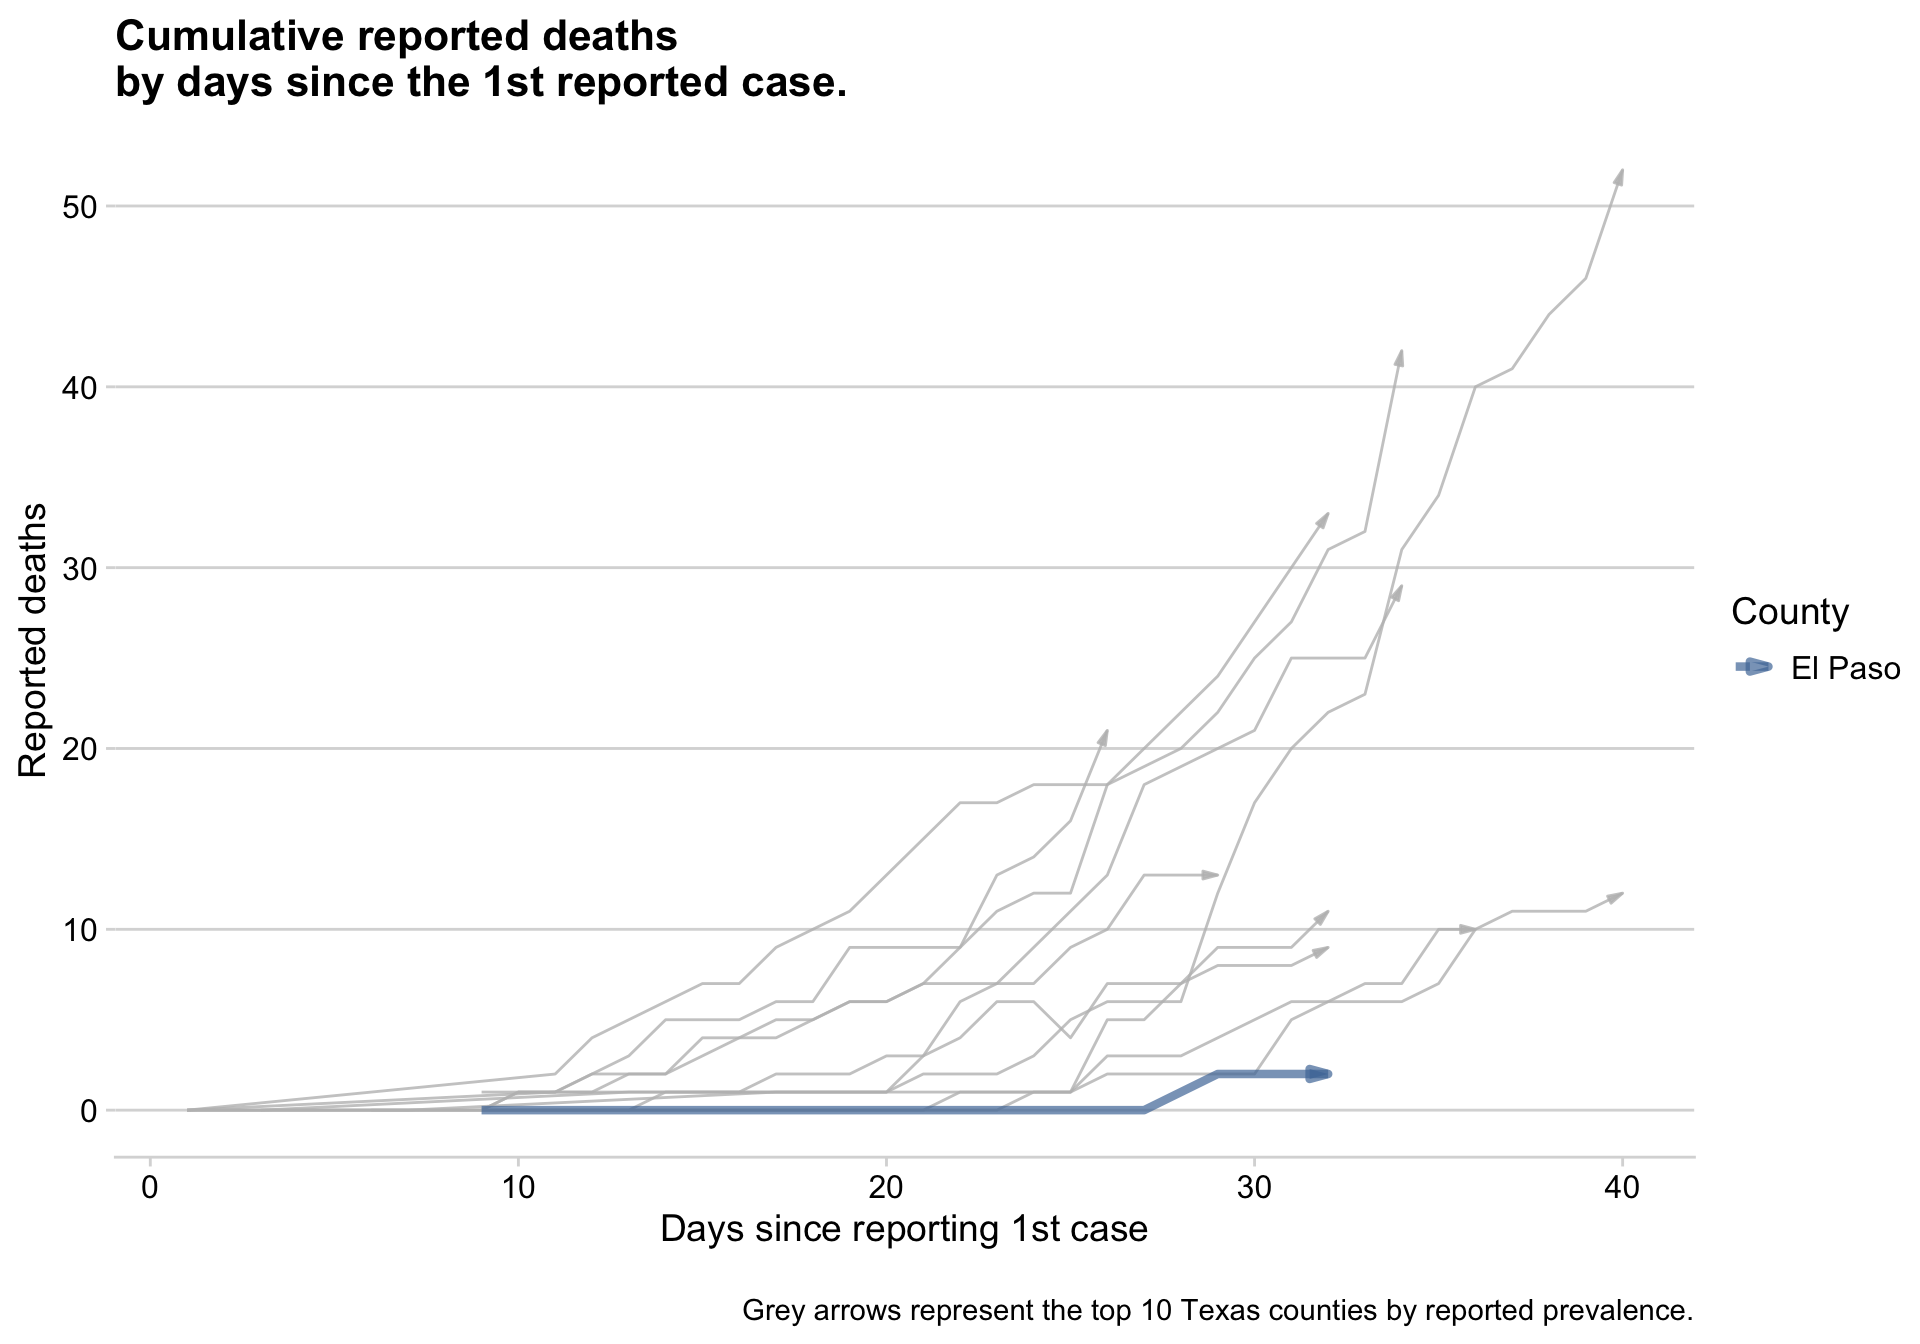 Cumulative reported deaths
by days since the 1st reported case.
Reported deaths
50
40
30
20
10
0
0 10 20 30 40
Days since reporting 1st case
County
El Paso
Grey arrows represent the top 10 Texas counties by reported prevalence.